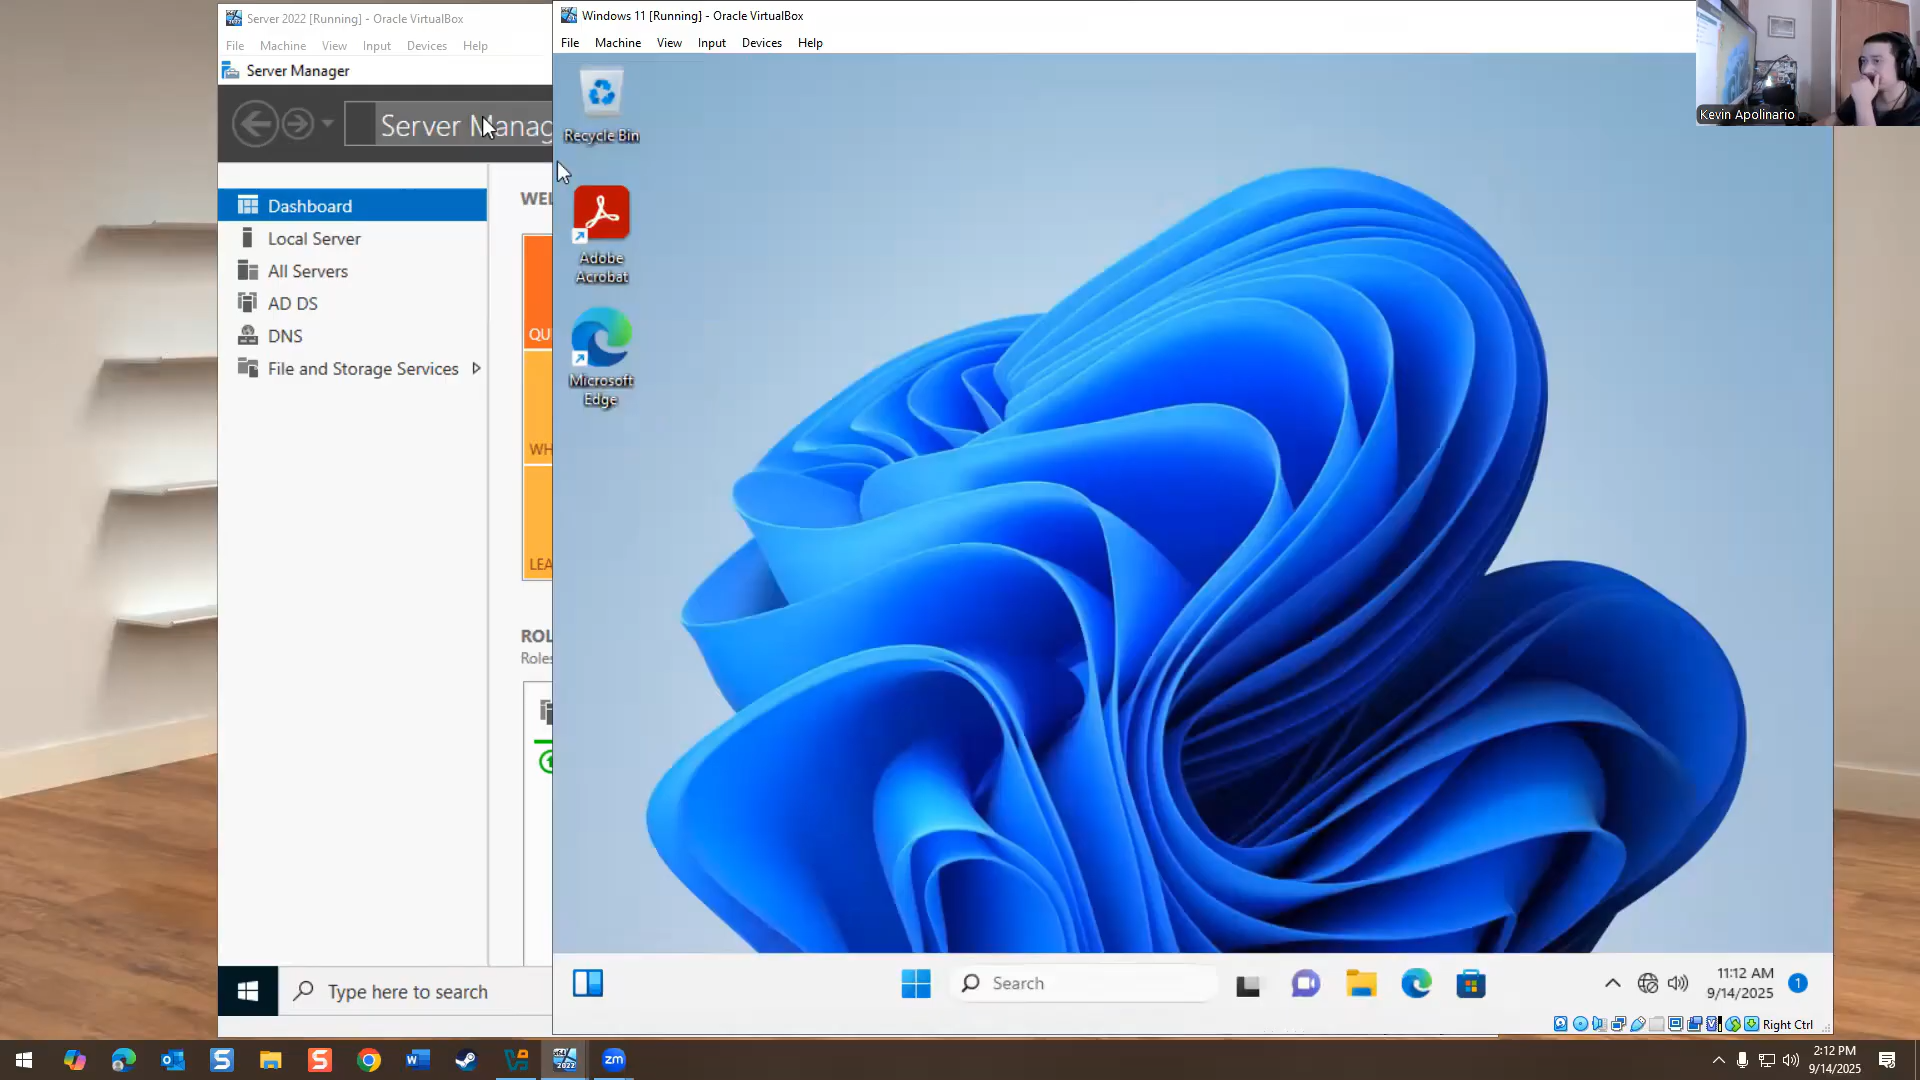 Server 2022 [Running] - Oracle VirtualBox
File Machine View Input Devices Help
Server Manager
Server Manag
Dashboard
Local Server
All Servers
AD DS
DNS
File and Storage Services
WEL
QU
WH
LEA
ROL
Roles
Type here to search
Windows 11 [Running] - Oracle VirtualBox
File Machine View Input Devices Help
Recycle Bin
Adobe
Acrobat
Microsoft
Edge
Search
11:12 AM
9/14/2025
1
Right Ctrl
Kevin Apolinario
2:12 PM
9/14/2025